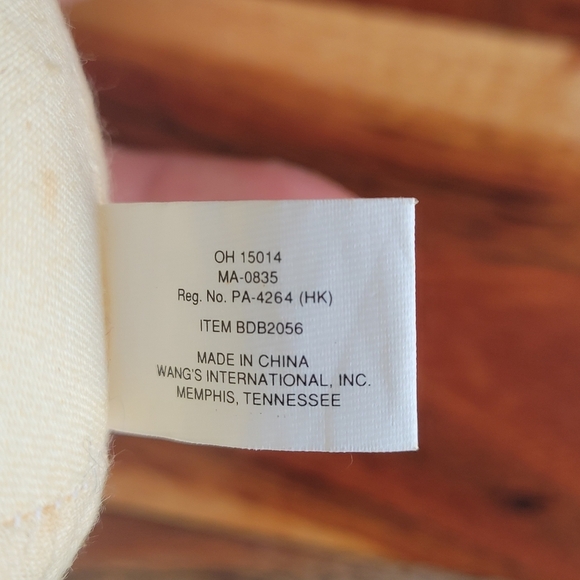 OH 15014
MA-0835
Reg. No. PA-4264 (HK)
ITEM BDB2056
MADE IN CHINA
WANG'S INTERNATIONAL, INC.
MEMPHIS, TENNESSEE